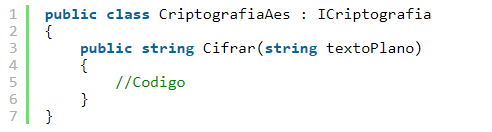 1 public class CriptografiaAes : ICriptografia
2 {
3     public string Cifrar(string textoPlano)
4     {
5         //Codigo
6     }
7 }